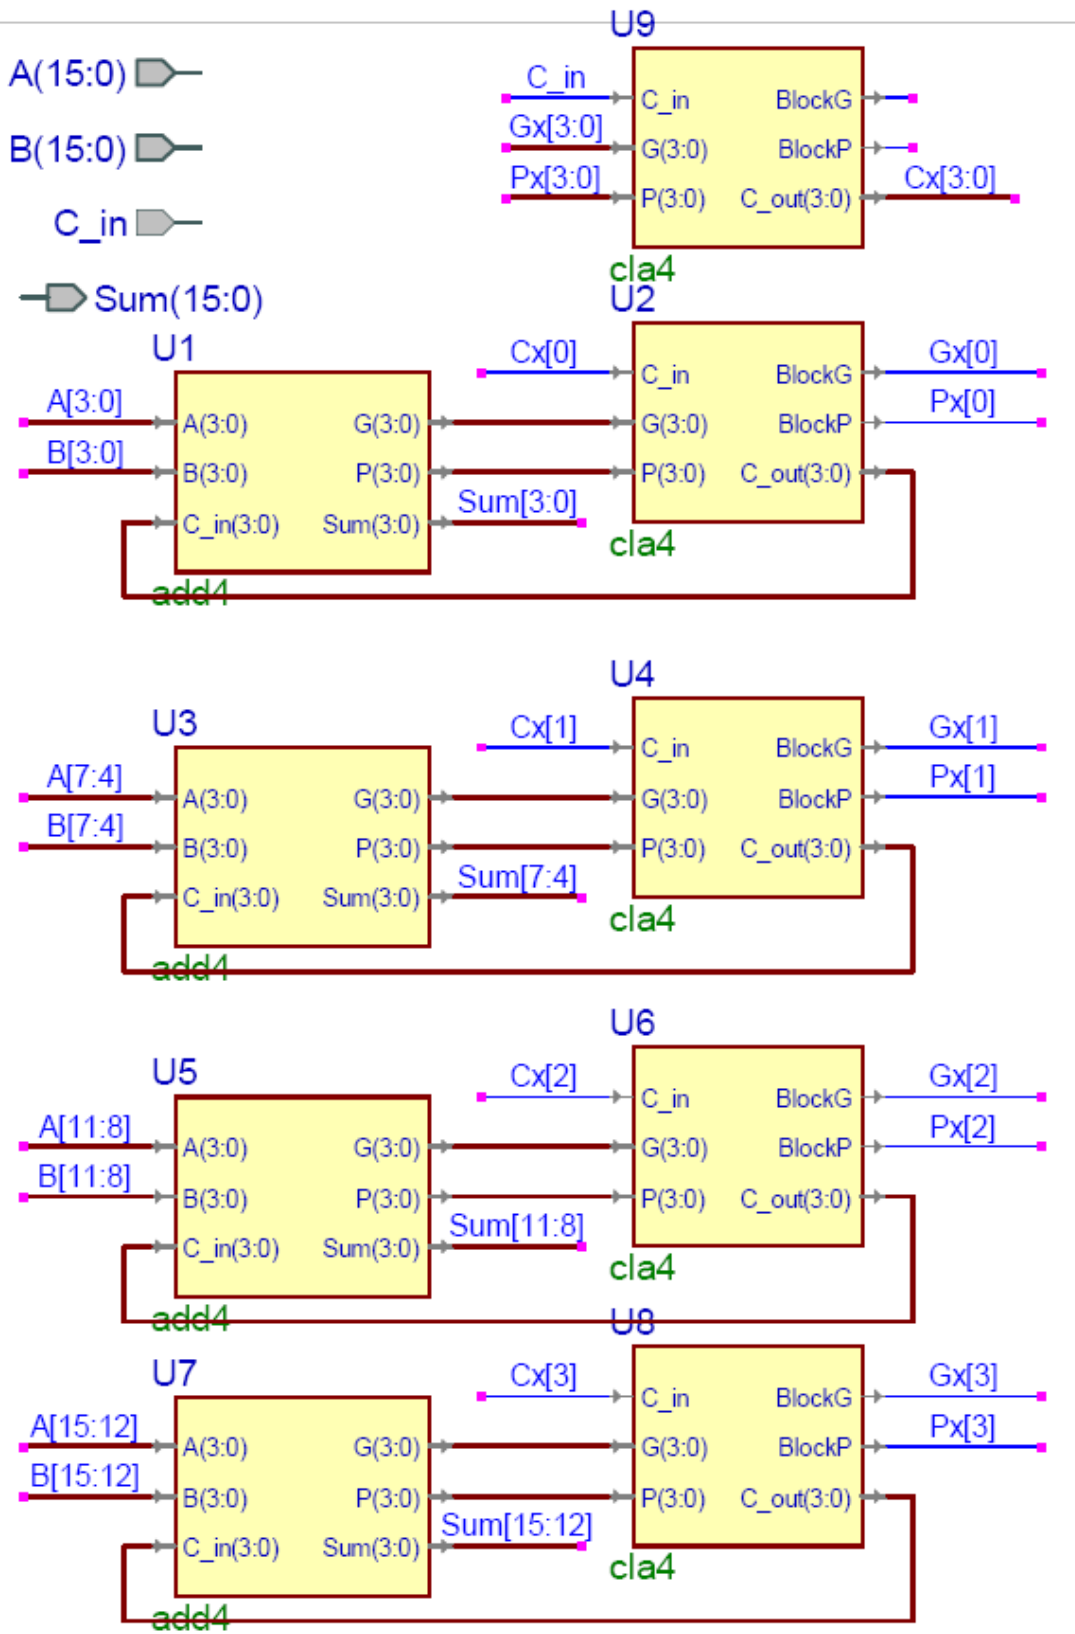 U9
A(15:0)
C_in
C_in
BlockG
B(15:0)
Gx[3:0]
G(3:0)
BlockP
Px[3:0]
P(3:0)
C_out(3:0)
Cx[3:0]
C_in
cla4
Sum(15:0)
U2
U1
Cx[0]
C_in
BlockG
Gx[0]
A[3:0]
A(3:0)
G(3:0)
G(3:0)
BlockP
Px[0]
B[3:0]
B(3:0)
P(3:0)
P(3:0)
C_out(3:0)
C_in(3:0)
Sum(3:0)
Sum[3:0]
cla4
add4
U4
U3
Cx[1]
C_in
BlockG
Gx[1]
A[7:4]
A(3:0)
G(3:0)
G(3:0)
BlockP
Px[1]
B[7:4]
B(3:0)
P(3:0)
P(3:0)
C_out(3:0)
C_in(3:0)
Sum(3:0)
Sum[7:4]
cla4
add4
U6
U5
Cx[2]
C_in
BlockG
Gx[2]
A[11:8]
A(3:0)
G(3:0)
G(3:0)
BlockP
Px[2]
B[11:8]
B(3:0)
P(3:0)
P(3:0)
C_out(3:0)
C_in(3:0)
Sum(3:0)
Sum[11:8]
cla4
add4
U8
U7
Cx[3]
C_in
BlockG
Gx[3]
A[15:12]
A(3:0)
G(3:0)
G(3:0)
BlockP
Px[3]
B[15:12]
B(3:0)
P(3:0)
P(3:0)
C_out(3:0)
C_in(3:0)
Sum(3:0)
Sum[15:12]
cla4
add4